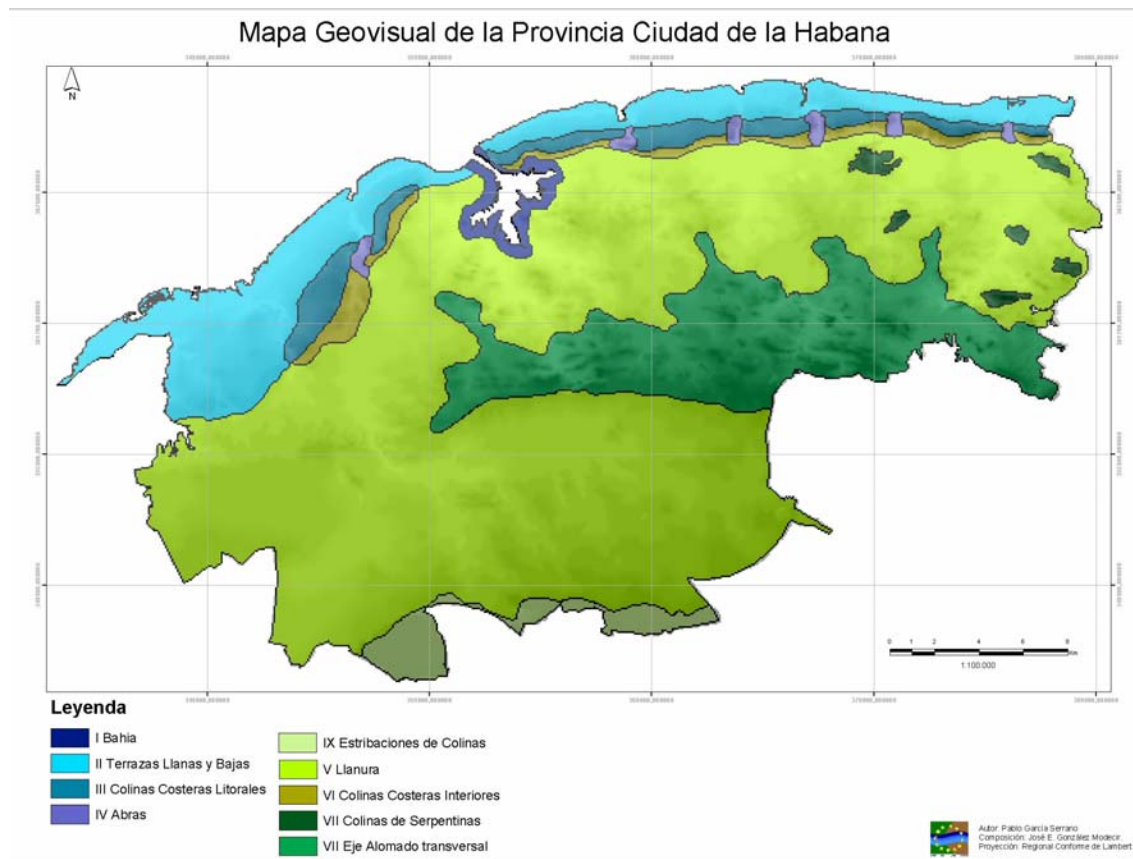 Mapa Geovisual de la Provincia Ciudad de la Habana
N
0 1 2 4 6 8
Km
1:100:000
Leyenda
I Bahia
II Terrazas Llanas y Bajas
III Colinas Costeras Litorales
IV Abras
IX Estribaciones de Colinas
V Llanura
VI Colinas Costeras Interiores
VII Colinas de Serpentinas
VII Eje Alomado transversal
Autor: Pablo García Serrano
Composición: José E. González Modecir.
Proyección: Regional Conforme de Lambert